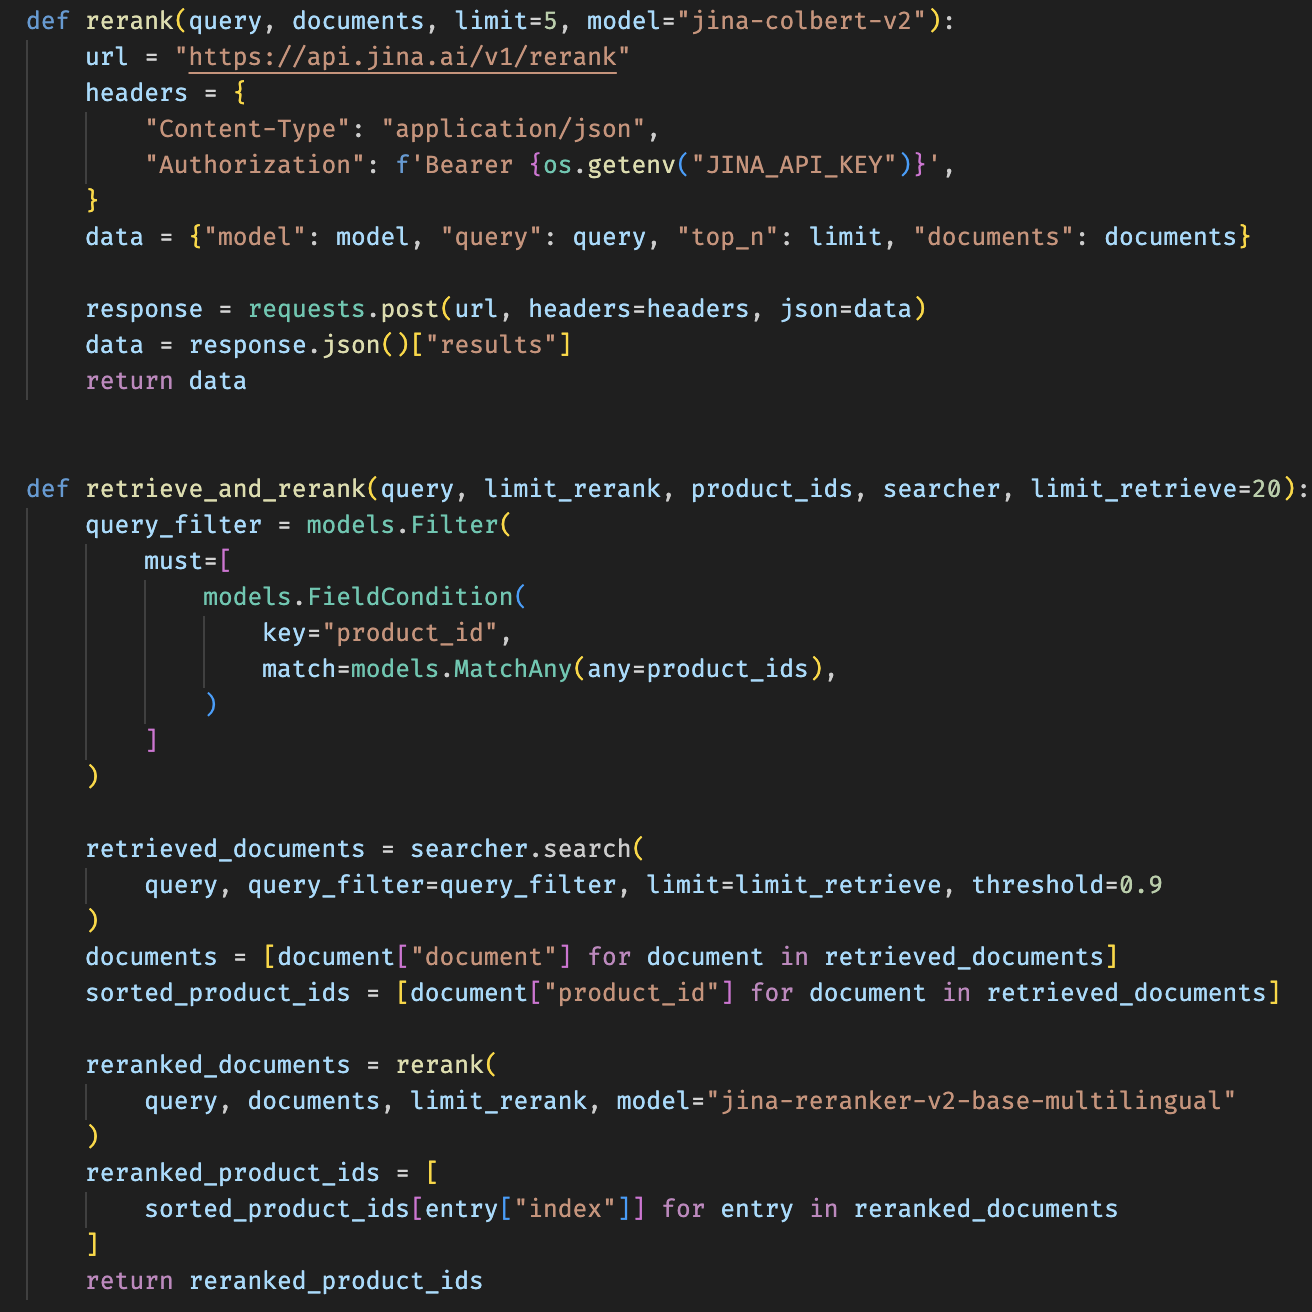 def rerank(query, documents, limit=5, model="jina-colbert-v2"):
    url = "https://api.jina.ai/v1/rerank"
    headers = {
        "Content-Type": "application/json",
        "Authorization": f'Bearer {os.getenv("JINA_API_KEY")}',
    }
    data = {"model": model, "query": query, "top_n": limit, "documents": documents}

    response = requests.post(url, headers=headers, json=data)
    data = response.json()["results"]
    return data


def retrieve_and_rerank(query, limit_rerank, product_ids, searcher, limit_retrieve=20):
    query_filter = models.Filter(
        must=[
            models.FieldCondition(
                key="product_id",
                match=models.MatchAny(any=product_ids),
            )
        ]
    )

    retrieved_documents = searcher.search(
        query, query_filter=query_filter, limit=limit_retrieve, threshold=0.9
    )
    documents = [document["document"] for document in retrieved_documents]
    sorted_product_ids = [document["product_id"] for document in retrieved_documents]

    reranked_documents = rerank(
        query, documents, limit_rerank, model="jina-reranker-v2-base-multilingual"
    )
    reranked_product_ids = [
        sorted_product_ids[entry["index"]] for entry in reranked_documents
    ]
    return reranked_product_ids